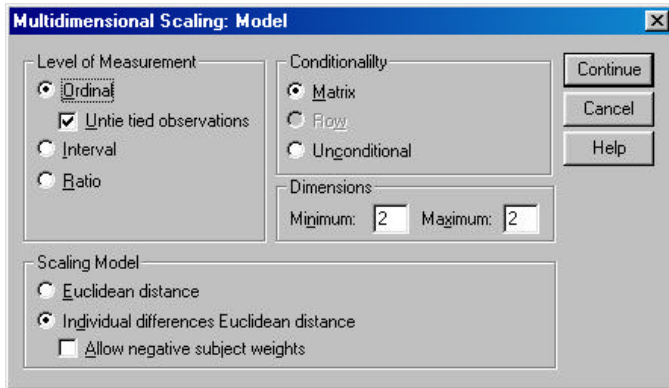 Multidimensional Scaling: Model
Level of Measurement
Ordinal
Untie tied observations
Interval
Ratio
Conditionalilty
Matrix
Row
Unconditional
Dimensions
Minimum: 2 Maximum: 2
Scaling Model
Euclidean distance
Individual differences Euclidean distance
Allow negative subject weights
Continue
Cancel
Help